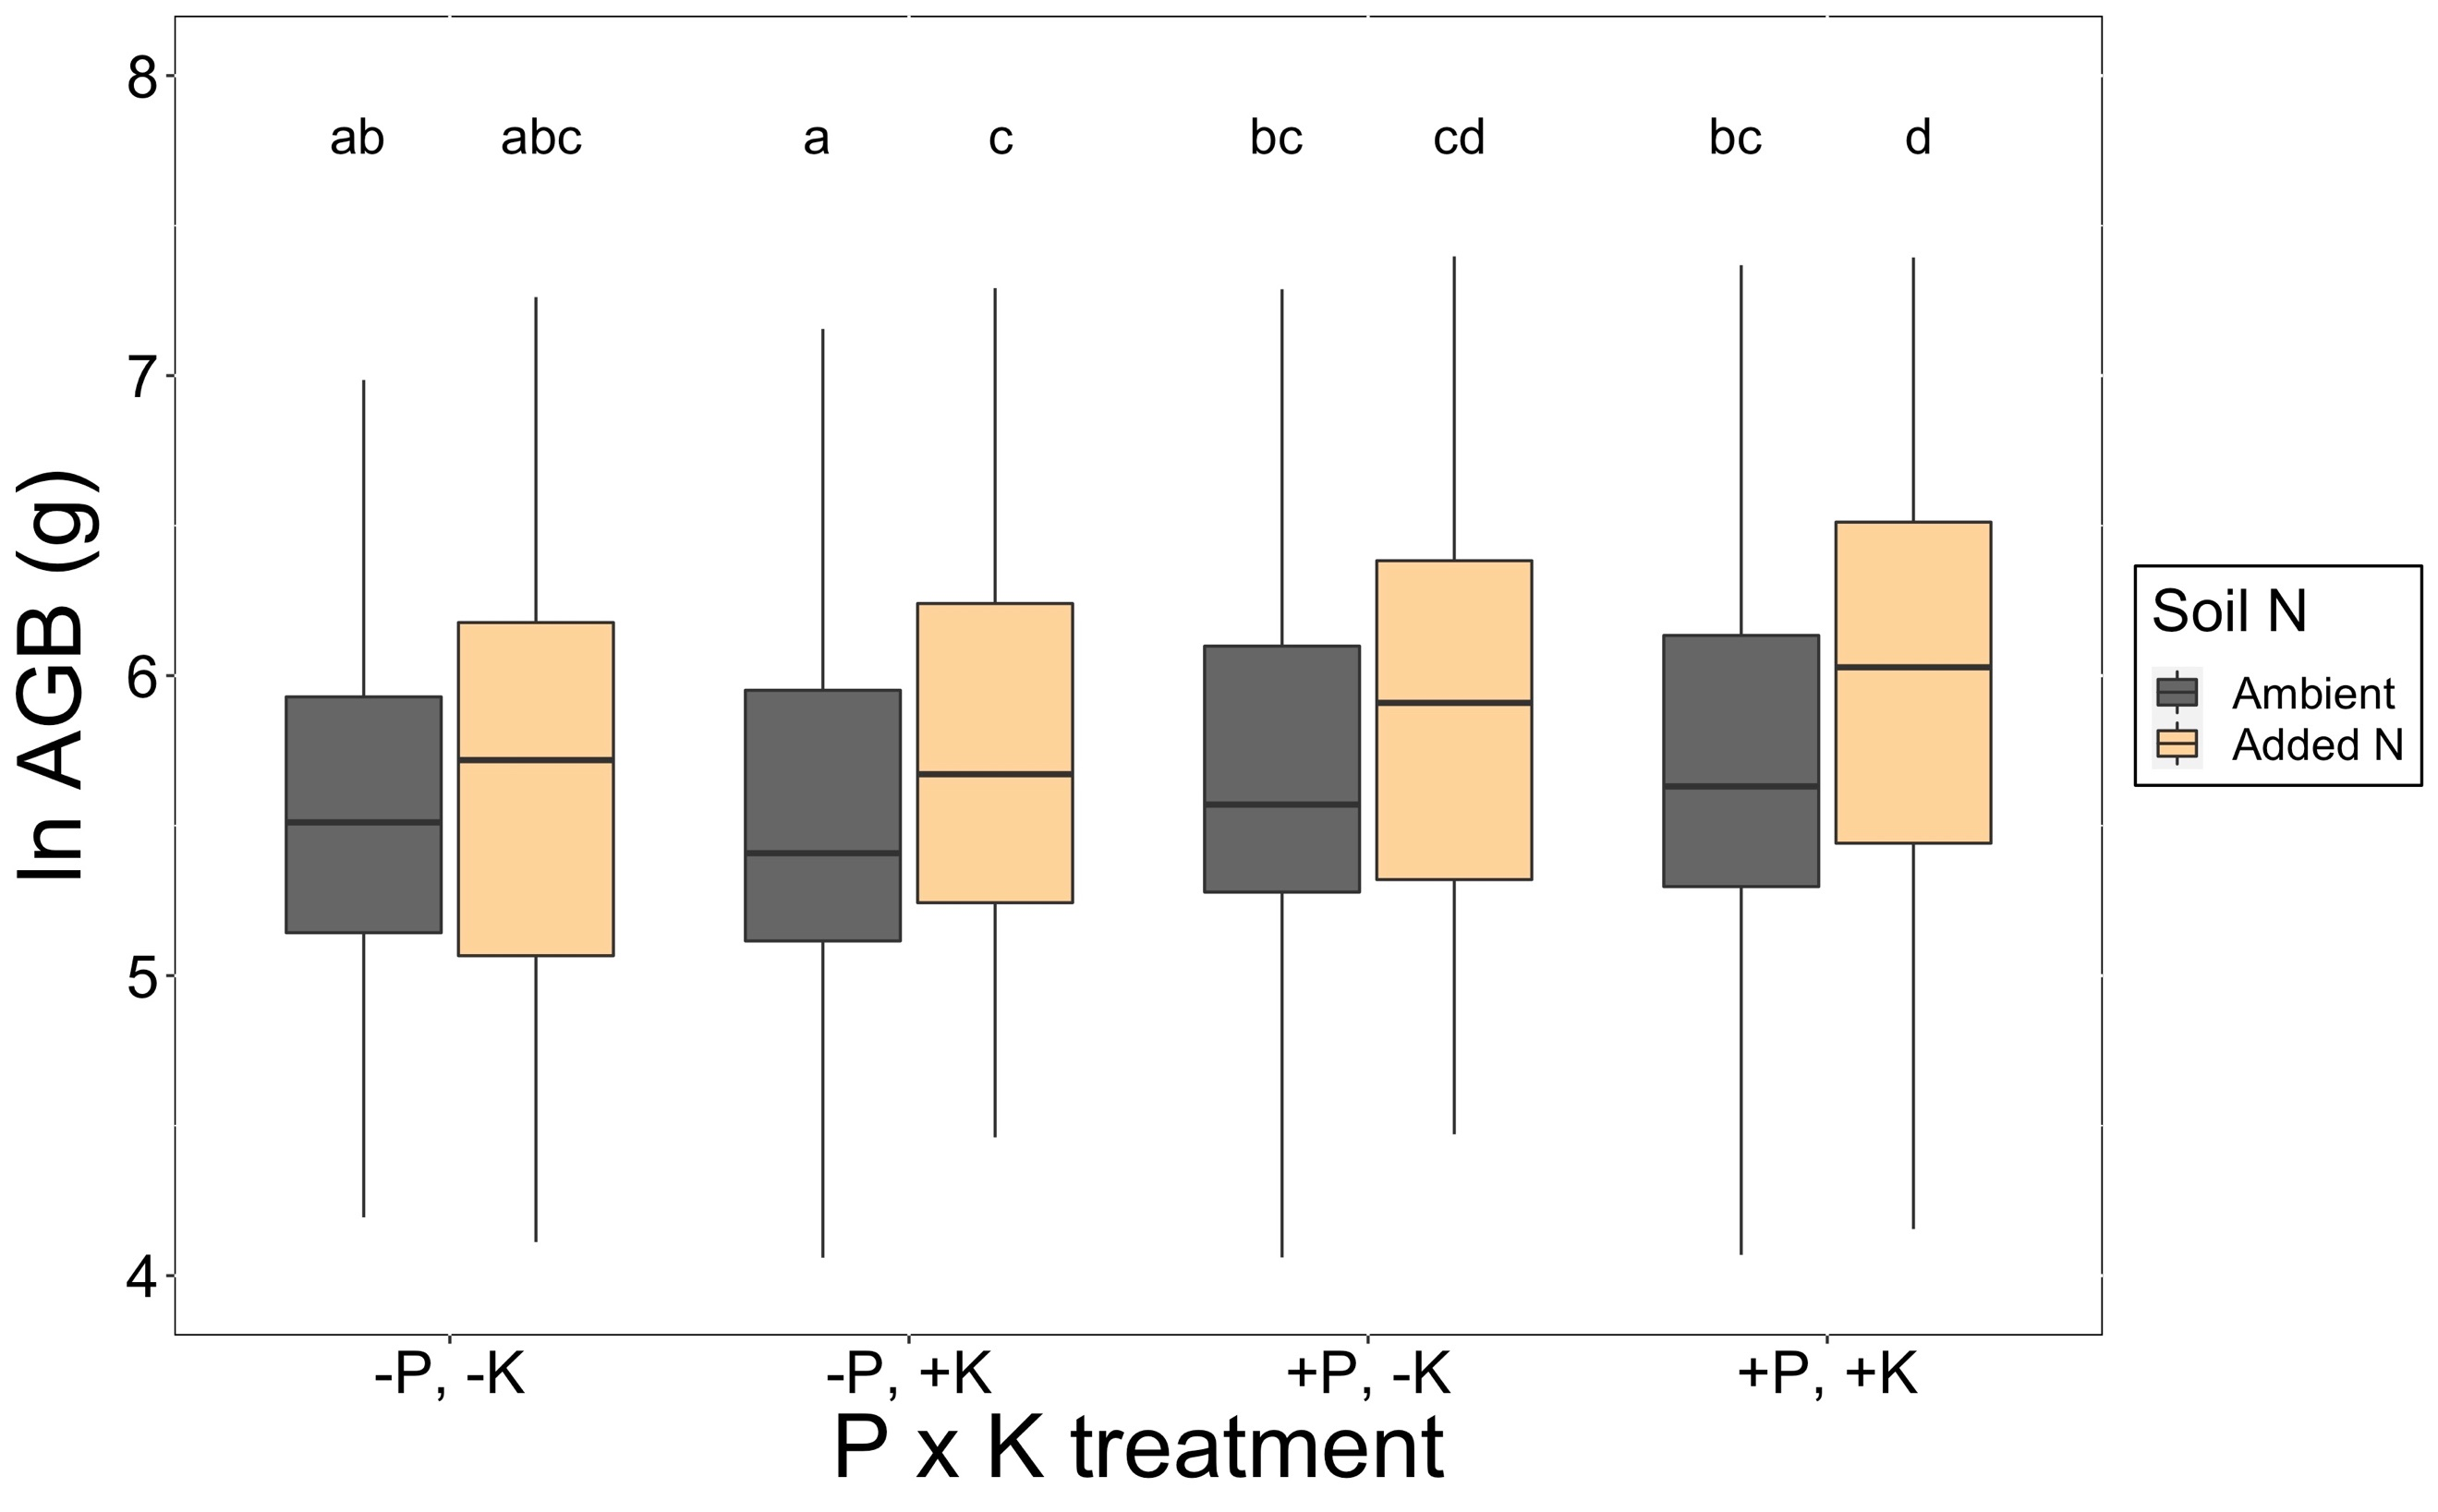 ln AGB (g)
8
7
6
5
4
ab abc a c bc cd bc d
-P, -K -P, +K +P, -K +P, +K
P x K treatment
Soil N
Ambient
Added N